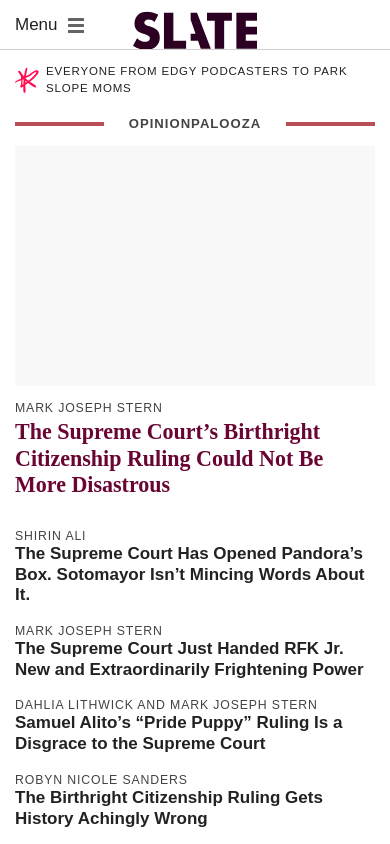 Menu
SLATE
EVERYONE FROM EDGY PODCASTERS TO PARK
SLOPE MOMS
OPINIONPALOOZA
MARK JOSEPH STERN
The Supreme Court’s Birthright
Citizenship Ruling Could Not Be
More Disastrous
SHIRIN ALI
The Supreme Court Has Opened Pandora’s
Box. Sotomayor Isn’t Mincing Words About
It.
MARK JOSEPH STERN
The Supreme Court Just Handed RFK Jr.
New and Extraordinarily Frightening Power
DAHLIA LITHWICK AND MARK JOSEPH STERN
Samuel Alito’s “Pride Puppy” Ruling Is a
Disgrace to the Supreme Court
ROBYN NICOLE SANDERS
The Birthright Citizenship Ruling Gets
History Achingly Wrong